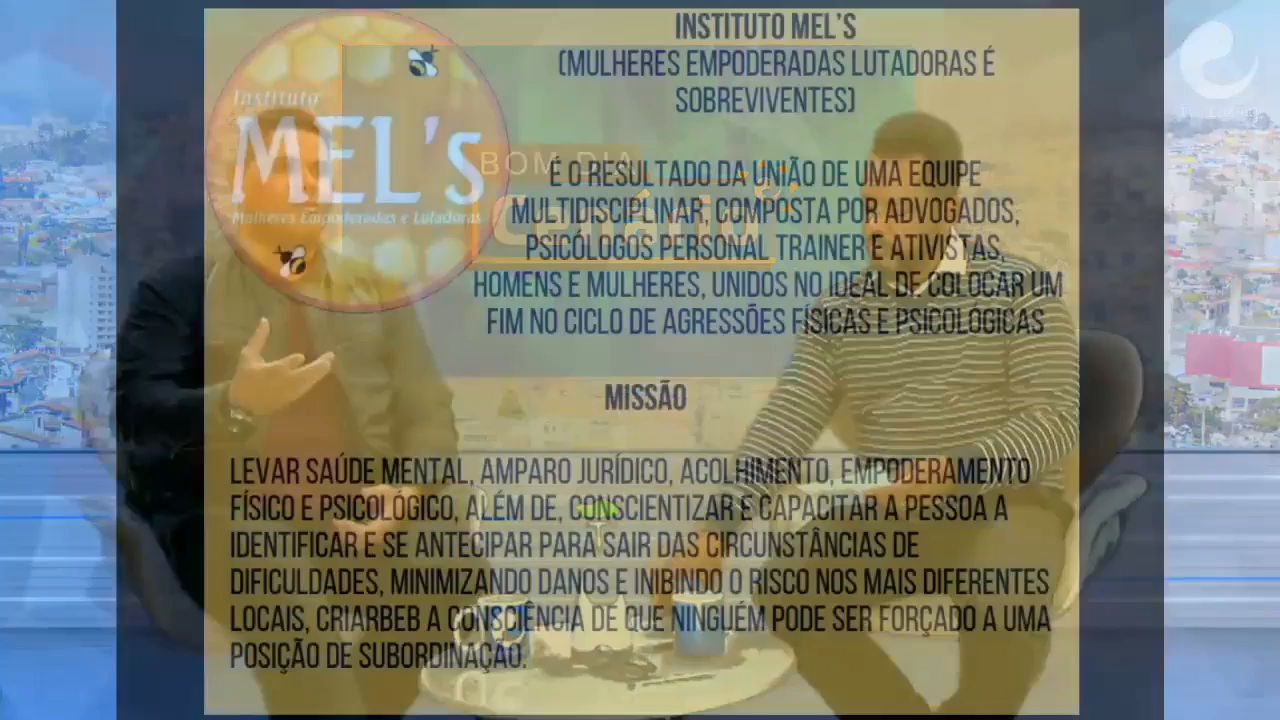 INSTITUTO MEL'S
(MULHERES EMPODERADAS LUTADORAS É
SOBREVIVENTES)
Instituto
MEL's
Mulheres Empoderadas e Lutadoras
BOM DIA
Cenário
É O RESULTADO DA UNIÃO DE UMA EQUIPE
MULTIDISCIPLINAR, COMPOSTA POR ADVOGADOS,
PSICÓLOGOS PERSONAL TRAINER E ATIVISTAS,
HOMENS E MULHERES, UNIDOS NO IDEAL DE COLOCAR UM
FIM NO CICLO DE AGRESSÕES FÍSICAS E PSICOLÓGICAS
MISSÃO
LEVAR SAÚDE MENTAL, AMPARO JURÍDICO, ACOLHIMENTO, EMPODERAMENTO
FÍSICO E PSICOLÓGICO, ALÉM DE, CONSCIENTIZAR E CAPACITAR A PESSOA A
IDENTIFICAR E SE ANTECIPAR PARA SAIR DAS CIRCUNSTÂNCIAS DE
DIFICULDADES, MINIMIZANDO DANOS E INIBINDO O RISCO NOS MAIS DIFERENTES
LOCAIS, CRIARBEB A CONSCIÊNCIA DE QUE NINGUÉM PODE SER FORÇADO A UMA
POSIÇÃO DE SUBORDINAÇÃO.